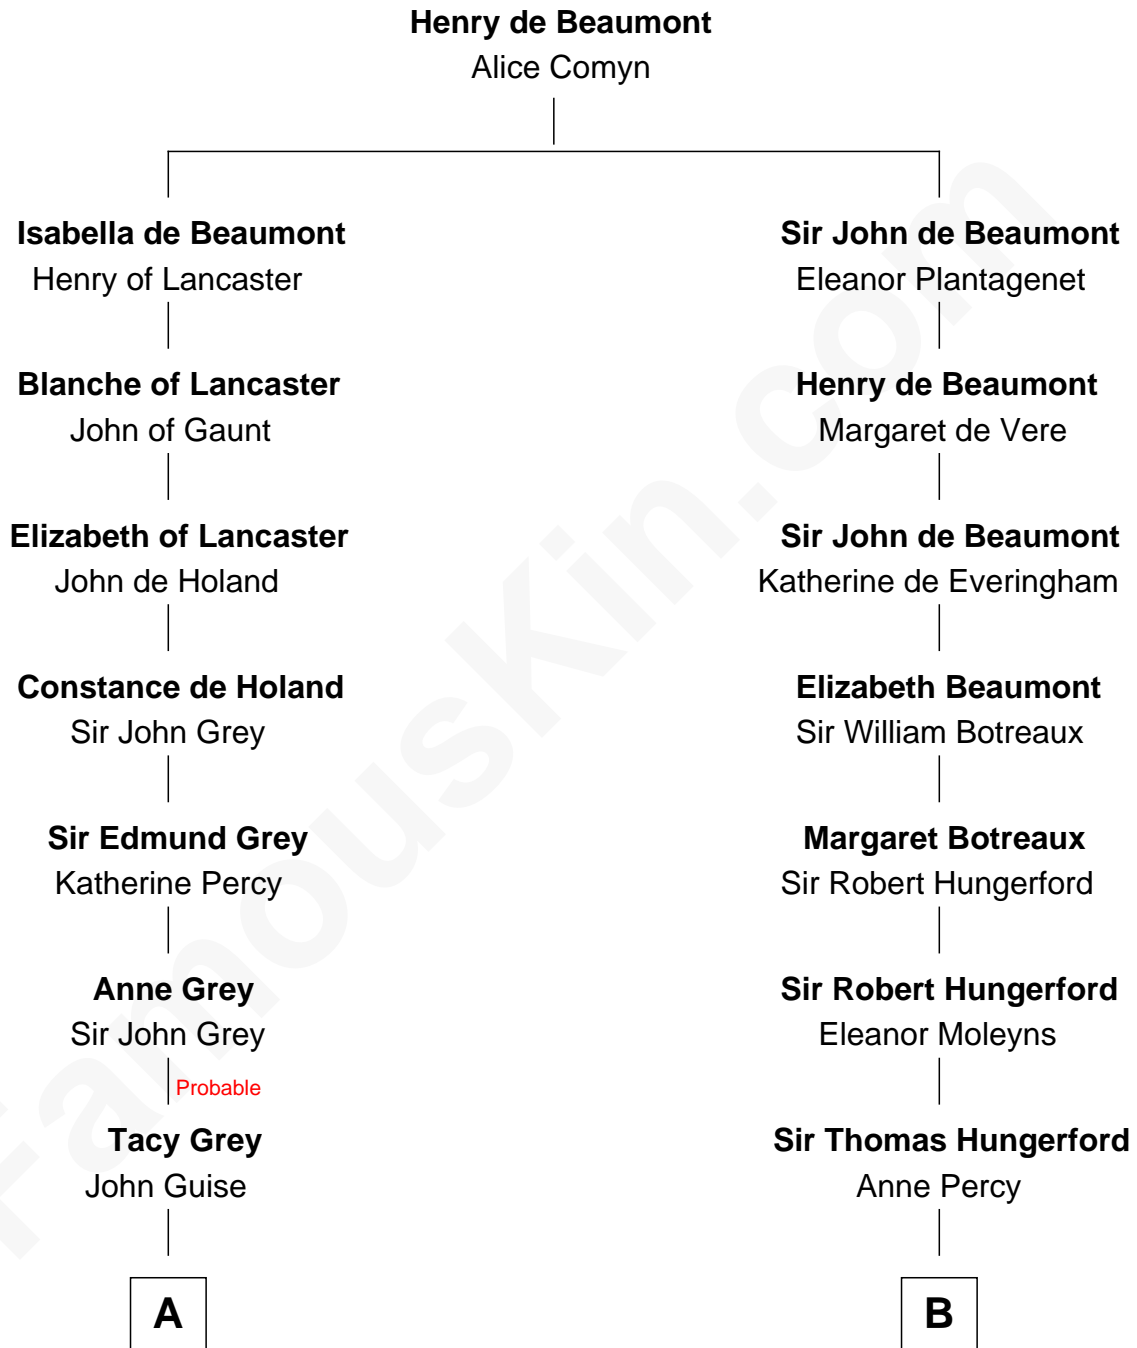 Henry de Beaumont
Alice Comyn
Isabella de Beaumont
Henry of Lancaster
Blanche of Lancaster
John of Gaunt
Elizabeth of Lancaster
John de Holand
Constance de Holand
Sir John Grey
Sir Edmund Grey
Katherine Percy
Anne Grey
Sir John Grey
Probable
Tacy Grey
John Guise
A
Sir John de Beaumont
Eleanor Plantagenet
Henry de Beaumont
Margaret de Vere
Sir John de Beaumont
Katherine de Everingham
Elizabeth Beaumont
Sir William Botreaux
Margaret Botreaux
Sir Robert Hungerford
Sir Robert Hungerford
Eleanor Moleyns
Sir Thomas Hungerford
Anne Percy
B
FamousKin.com